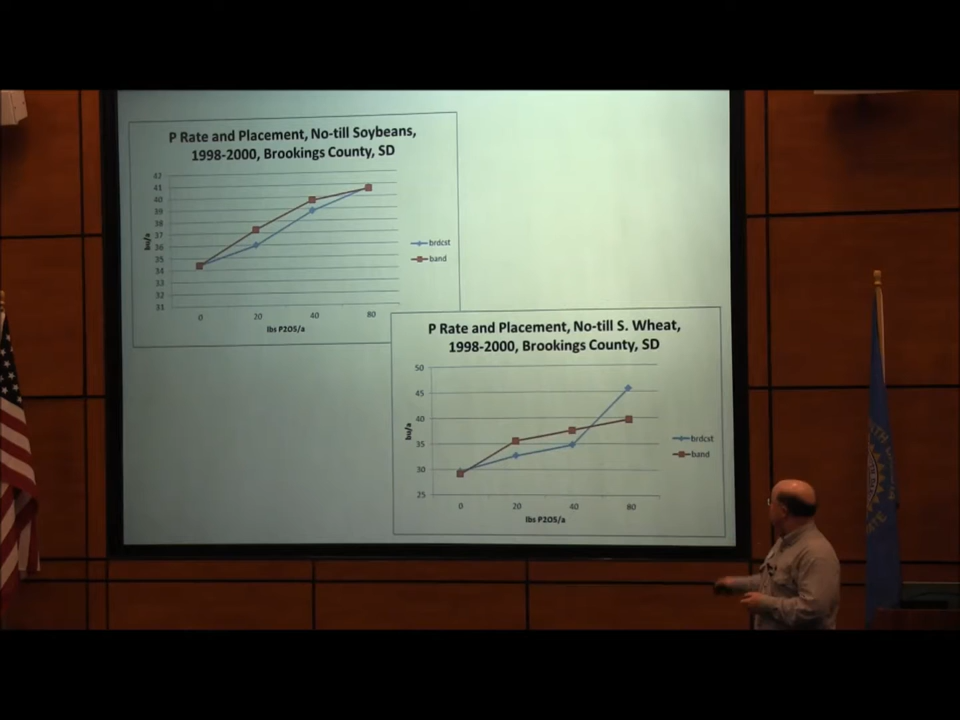 P Rate and Placement, No-till Soybeans,
1998-2000, Brookings County, SD
42
41
40
39
38
37
36
35
34
33
32
31
bu/a
0
20
40
80
lbs P2O5/a
brdcst
band
P Rate and Placement, No-till S. Wheat,
1998-2000, Brookings County, SD
50
45
40
35
30
25
bu/a
0
20
40
80
lbs P2O5/a
brdcst
band